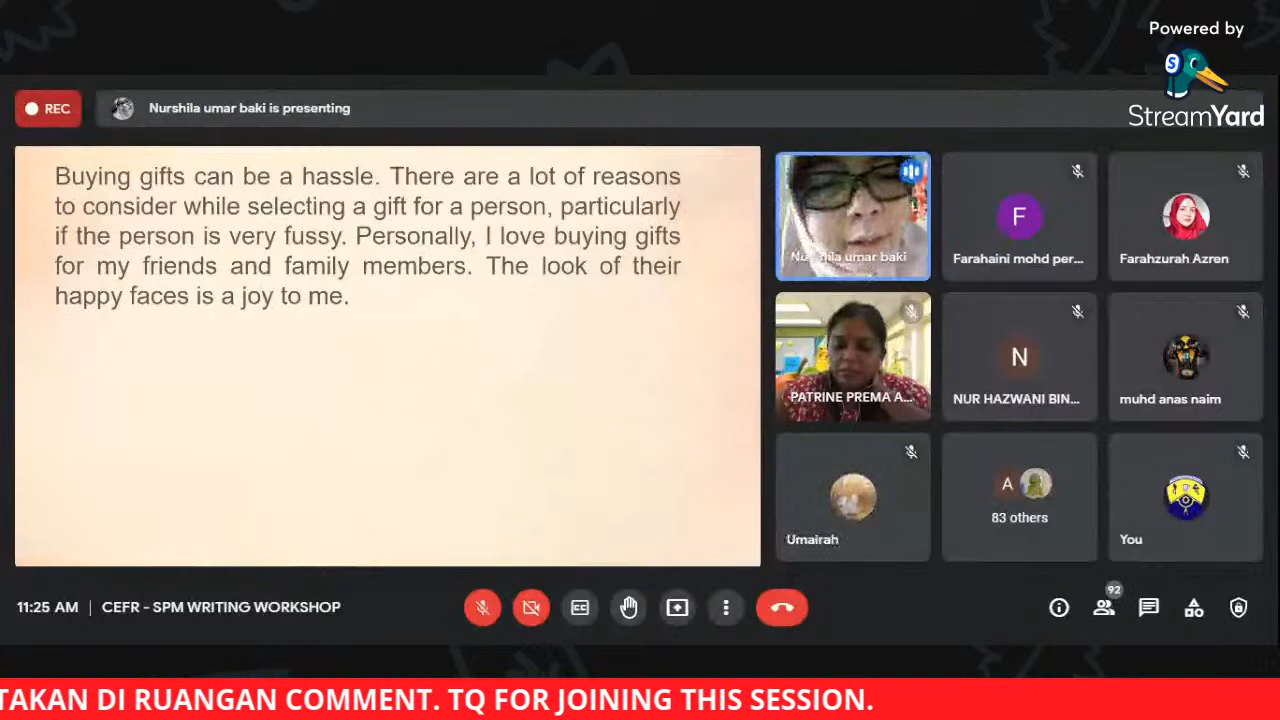 Powered by
StreamYard
REC
Nurshila umar baki is presenting
Buying gifts can be a hassle. There are a lot of reasons
to consider while selecting a gift for a person, particularly
if the person is very fussy. Personally, I love buying gifts
for my friends and family members. The look of their
happy faces is a joy to me.
Nurshila umar baki
F
Farahaini mohd per...
Farahzurah Azren
PATRINE PREMA A...
N
NUR HAZWANI BIN...
muhd anas naim
Umairah
A
83 others
You
11:25 AM | CEFR - SPM WRITING WORKSHOP
92
TAKAN DI RUANGAN COMMENT. TQ FOR JOINING THIS SESSION.